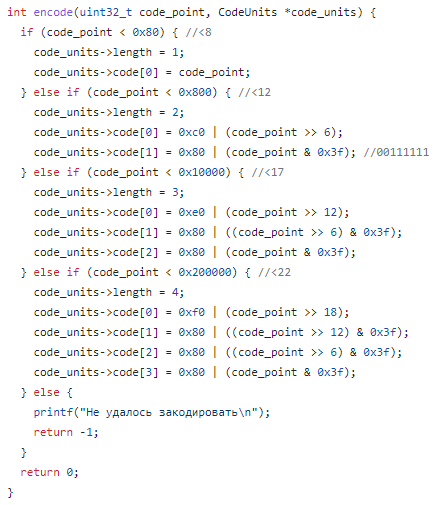 int encode(uint32_t code_point, CodeUnits *code_units) {
  if (code_point < 0x80) { //<8
    code_units->length = 1;
    code_units->code[0] = code_point;
  } else if (code_point < 0x800) { //<12
    code_units->length = 2;
    code_units->code[0] = 0xc0 | (code_point >> 6);
    code_units->code[1] = 0x80 | (code_point & 0x3f); //00111111
  } else if (code_point < 0x10000) { //<17
    code_units->length = 3;
    code_units->code[0] = 0xe0 | (code_point >> 12);
    code_units->code[1] = 0x80 | ((code_point >> 6) & 0x3f);
    code_units->code[2] = 0x80 | (code_point & 0x3f);
  } else if (code_point < 0x200000) { //<22
    code_units->length = 4;
    code_units->code[0] = 0xf0 | (code_point >> 18);
    code_units->code[1] = 0x80 | ((code_point >> 12) & 0x3f);
    code_units->code[2] = 0x80 | ((code_point >> 6) & 0x3f);
    code_units->code[3] = 0x80 | (code_point & 0x3f);
  } else {
    printf("Не удалось закодировать\n");
    return -1;
  }
  return 0;
}